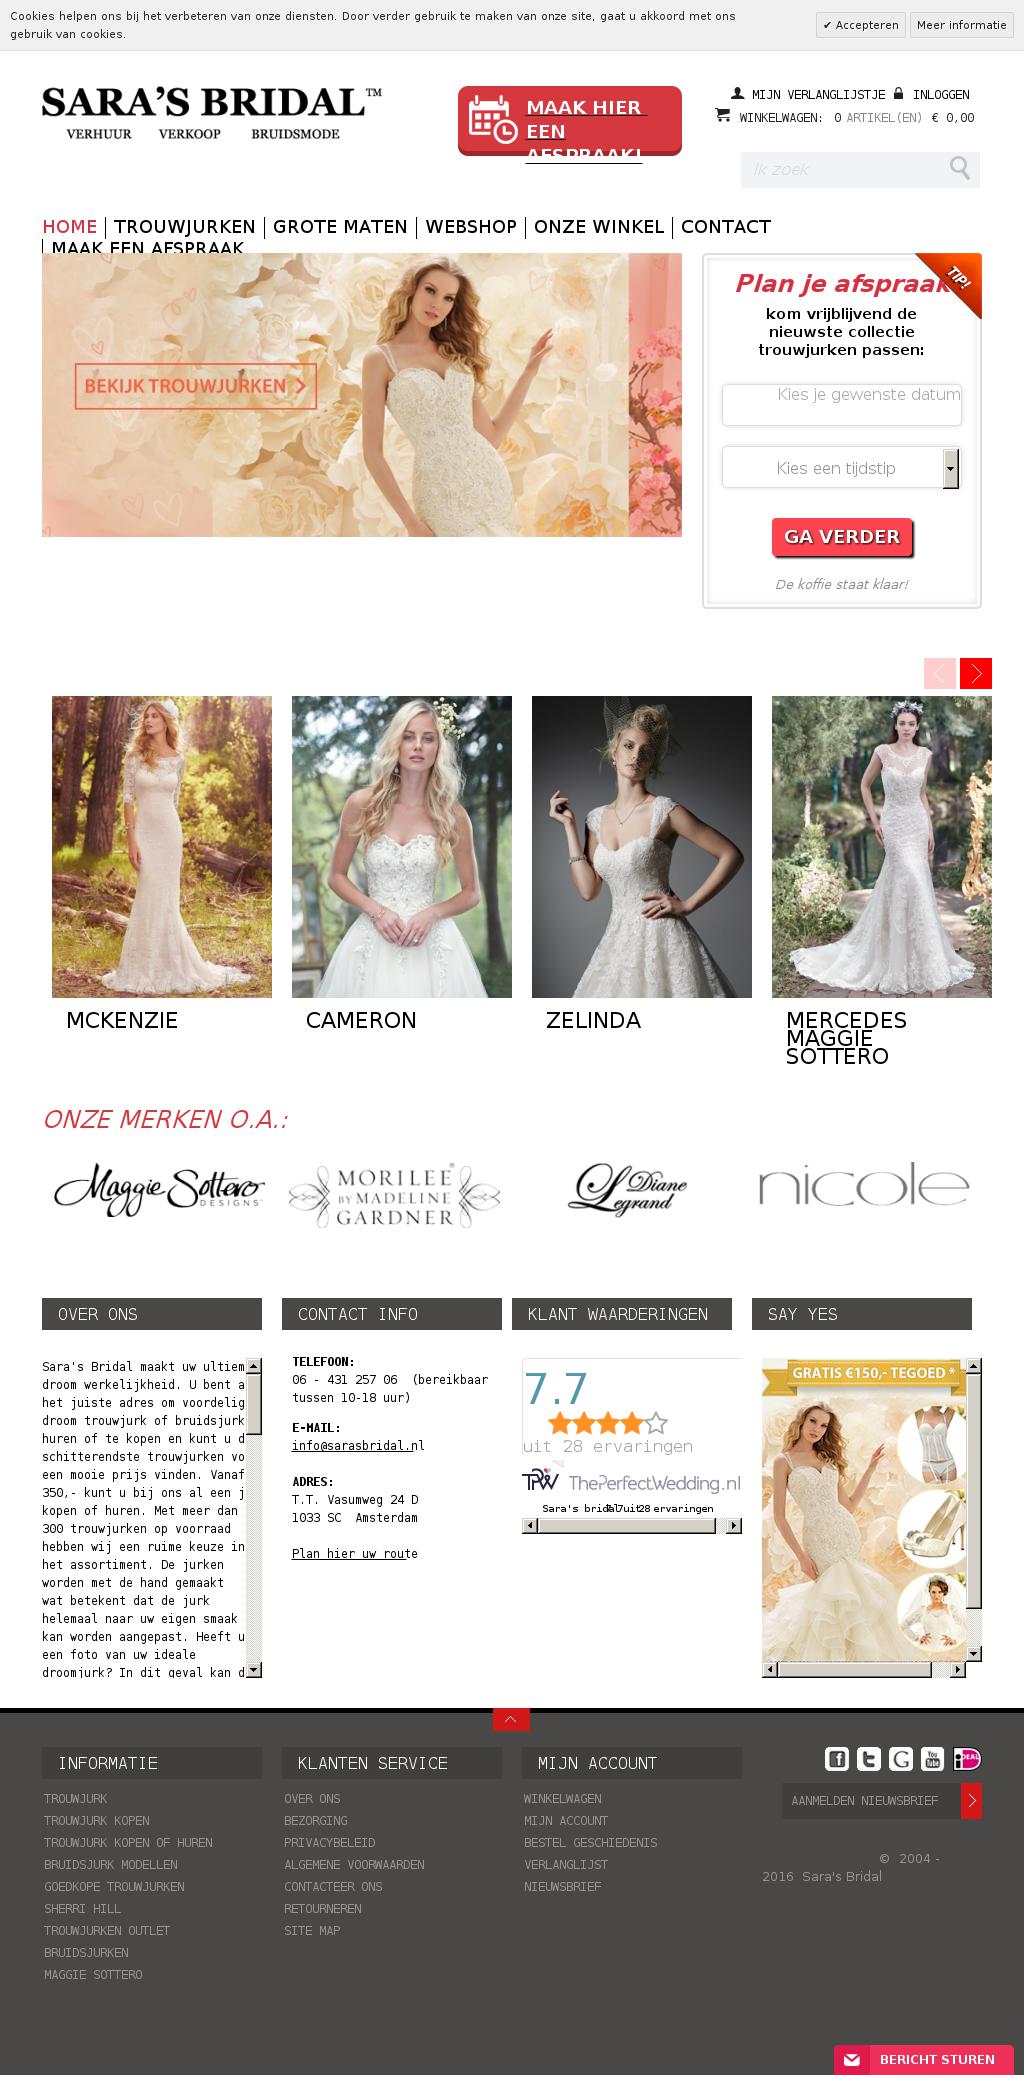 Cookies helpen ons bij het verbeteren van onze diensten. Door verder gebruik te maken van onze site, gaat u akkoord met ons
gebruik van cookies.
✔ Accepteren
Meer informatie
SARA'S BRIDAL™
VERHUUR VERKOOP BRUIDSMODE
MAAK HIER
EEN
AFSPRAAK!
MIJN VERLANGLIJSTJE INLOGGEN
WINKELWAGEN: 0 ARTIKEL(EN) € 0,00
Ik zoek
HOME TROUWJURKEN GROTE MATEN WEBSHOP ONZE WINKEL CONTACT
MAAK EEN AFSPRAAK
BEKIJK TROUWJURKEN
TIP!
Plan je afspraak
kom vrijblijvend de
nieuwste collectie
trouwjurken passen:
Kies je gewenste datum
Kies een tijdstip
GA VERDER
De koffie staat klaar!
MCKENZIE
CAMERON
ZELINDA
MERCEDES
MAGGIE
SOTTERO
ONZE MERKEN O.A.:
Maggie Sottero
DESIGNS™
MORILEE®
BY MADELINE
GARDNER
Diane
Legrand
nicole
OVER ONS
Sara's Bridal maakt uw ultiem
droom werkelijkheid. U bent a
het juiste adres om voordelig
droom trouwjurk of bruidsjurk
huren of te kopen en kunt u d
schitterendste trouwjurken vo
een mooie prijs vinden. Vanaf
350,- kunt u bij ons al een j
kopen of huren. Met meer dan
300 trouwjurken op voorraad
hebben wij een ruime keuze in
het assortiment. De jurken
worden met de hand gemaakt
wat betekent dat de jurk
helemaal naar uw eigen smaak
kan worden aangepast. Heeft u
een foto van uw ideale
droomjurk? In dit geval kan d
CONTACT INFO
TELEFOON:
06 - 431 257 06 (bereikbaar
tussen 10-18 uur)
E-MAIL:
info@sarasbridal.nl
ADRES:
T.T. Vasumweg 24 D
1033 SC Amsterdam
Plan hier uw route
KLANT WAARDERINGEN
7.7
uit 28 ervaringen
TPW ThePerfectWedding.nl
Sara's bridal 7.7 uit 28 ervaringen
SAY YES
GRATIS €150,- TEGOED *
INFORMATIE
TROUWJURK
TROUWJURK KOPEN
TROUWJURK KOPEN OF HUREN
BRUIDSJURK MODELLEN
GOEDKOPE TROUWJURKEN
SHERRI HILL
TROUWJURKEN OUTLET
BRUIDSJURKEN
MAGGIE SOTTERO
KLANTEN SERVICE
OVER ONS
BEZORGING
PRIVACYBELEID
ALGEMENE VOORWAARDEN
CONTACTEER ONS
RETOURNEREN
SITE MAP
MIJN ACCOUNT
WINKELWAGEN
MIJN ACCOUNT
BESTEL GESCHIEDENIS
VERLANGLIJST
NIEUWSBRIEF
You
Tube
iDEAL
AANMELDEN NIEUWSBRIEF
© 2004 -
2016 Sara's Bridal
BERICHT STUREN